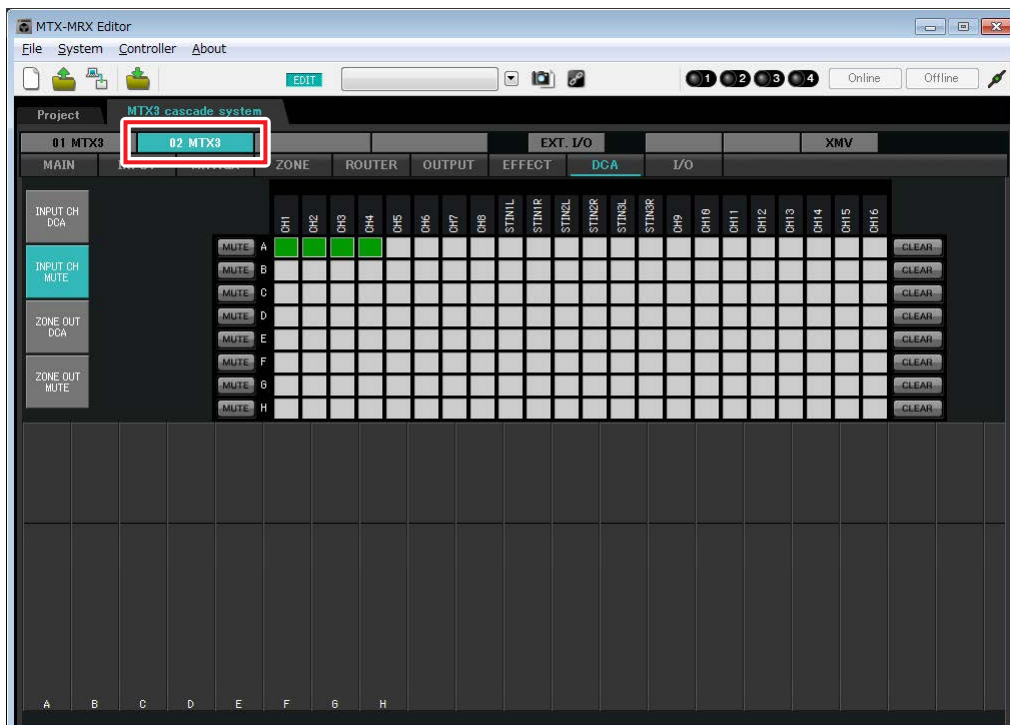 MTX-MRX Editor
File System Controller About
EDIT 1 2 3 4 Online Offline
Project MTX3 cascade system
01 MTX3 02 MTX3 EXT. I/O XMV
MAIN ZONE ROUTER OUTPUT EFFECT DCA I/O
INPUT CH
DCA
INPUT CH
MUTE
ZONE OUT
DCA
ZONE OUT
MUTE
CH1 CH2 CH3 CH4 CH5 CH6 CH7 CH8 STIN1L STIN1R STIN2L STIN2R STIN3L STIN3R CH9 CH10 CH11 CH12 CH13 CH14 CH15 CH16
MUTE A CLEAR
MUTE B CLEAR
MUTE C CLEAR
MUTE D CLEAR
MUTE E CLEAR
MUTE F CLEAR
MUTE G CLEAR
MUTE H CLEAR
A B C D E F G H